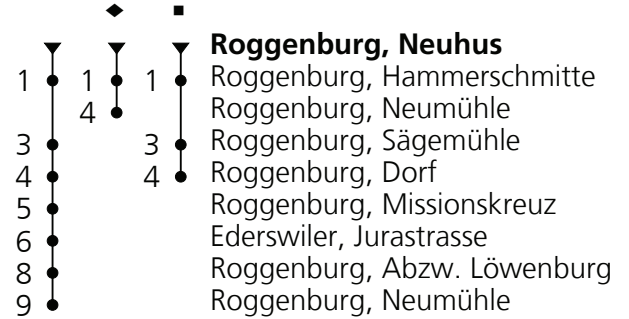 Roggenburg, Neuhus
1 1 1 Roggenburg, Hammerschmitte
4 Roggenburg, Neumühle
3 3 Roggenburg, Sägemühle
4 4 Roggenburg, Dorf
5 Roggenburg, Missionskreuz
6 Ederswiler, Jurastrasse
8 Roggenburg, Abzw. Löwenburg
9 Roggenburg, Neumühle